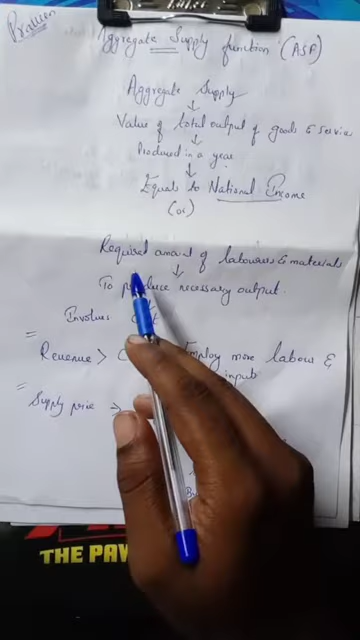 Aggregate Supply function (ASF)
Aggregate Supply
↓
Value of total output of goods & service
↓
Produced in a year
↓
Equals to National Income
(or)
Required amount of labourers & materials
↓
To produce necessary output.
Involves
= Revenue > C Employ more labour &
input
= Supply price →
THE PAW